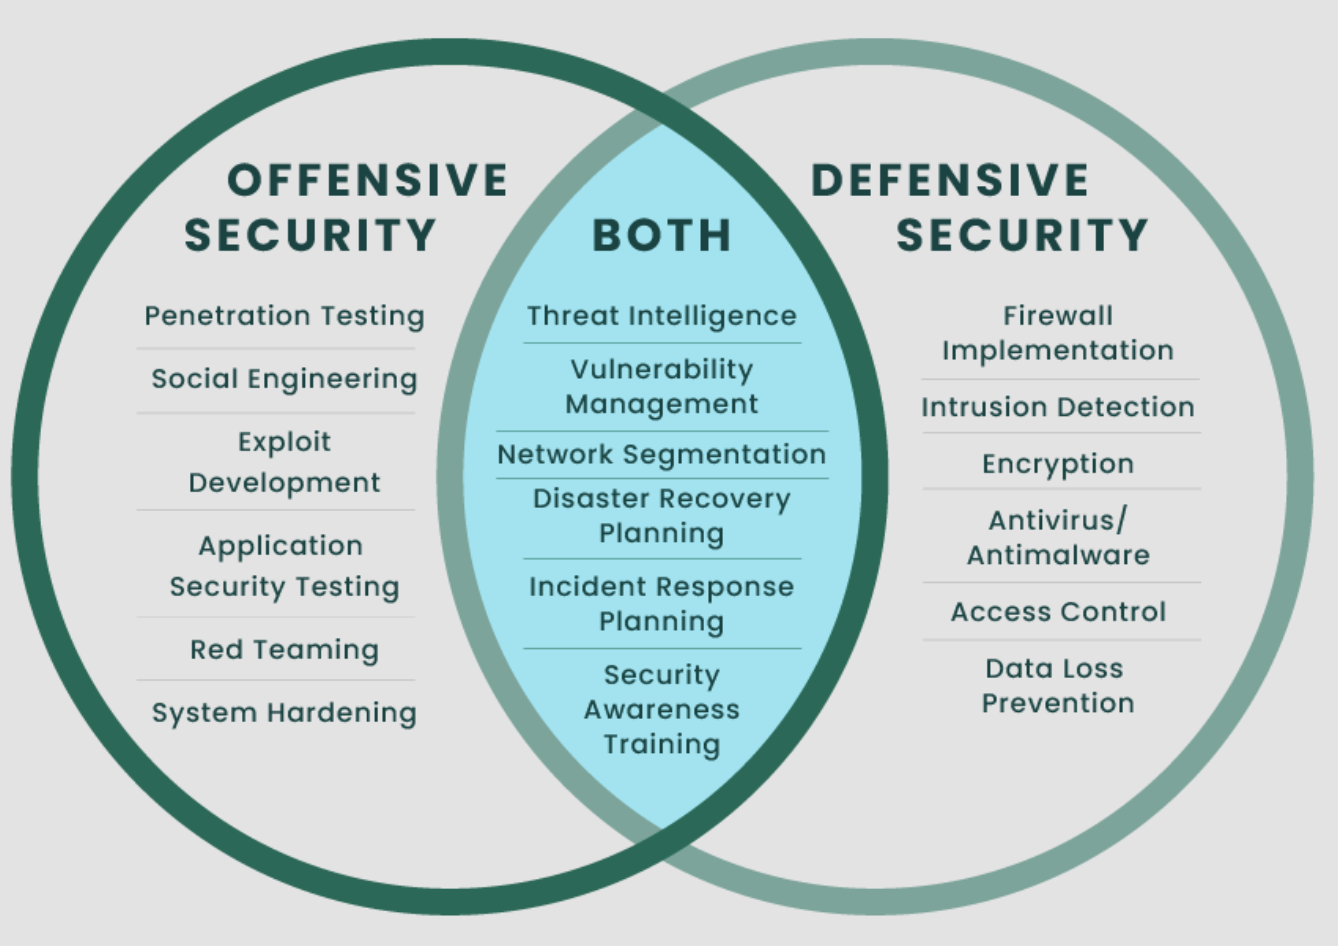 OFFENSIVE
SECURITY
Penetration Testing
Social Engineering
Exploit
Development
Application
Security Testing
Red Teaming
System Hardening
BOTH
Threat Intelligence
Vulnerability
Management
Network Segmentation
Disaster Recovery
Planning
Incident Response
Planning
Security
Awareness
Training
DEFENSIVE
SECURITY
Firewall
Implementation
Intrusion Detection
Encryption
Antivirus/
Antimalware
Access Control
Data Loss
Prevention